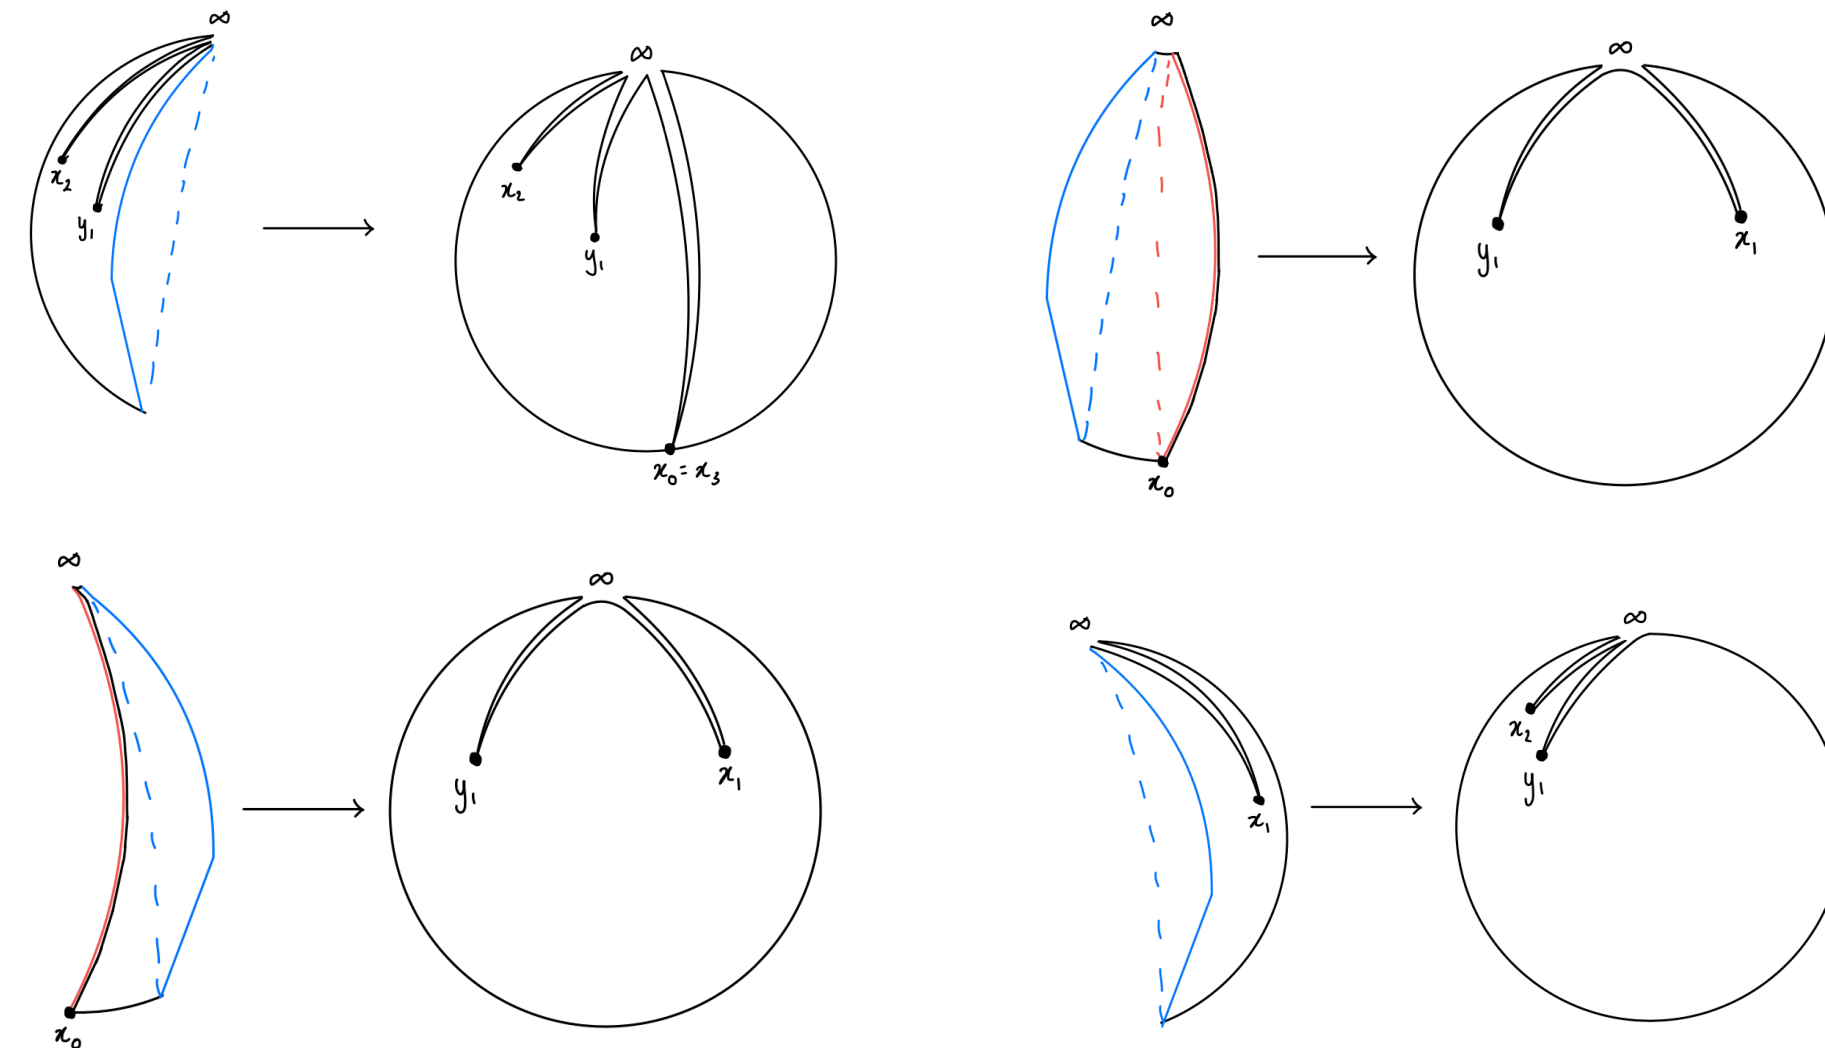 ∞
∞
x₂
y₁
x₂
y₁
x₀ = x₃
∞
∞
y₁
x₁
x₀
∞
∞
y₁
x₁
x₀
∞
∞
x₁
x₂
y₁